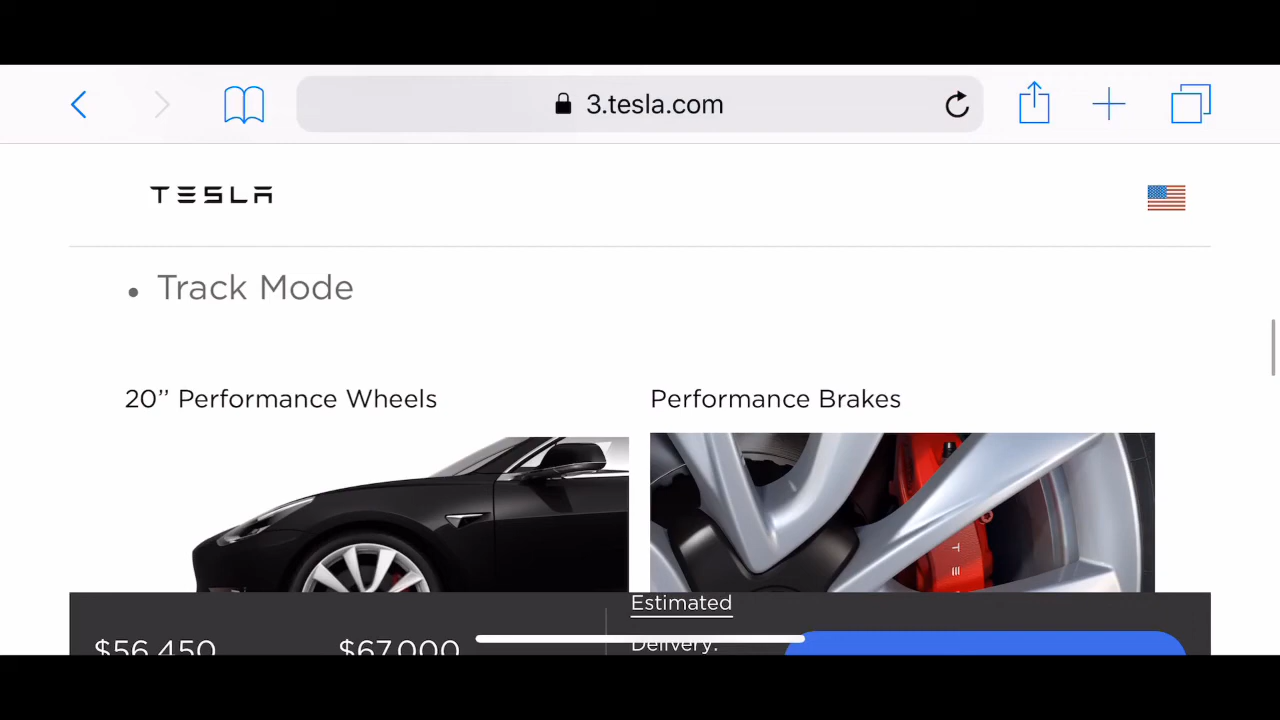 3.tesla.com
TESLA
• Track Mode
20’’ Performance Wheels
Performance Brakes
Estimated
Delivery:
$56,450
$67,000